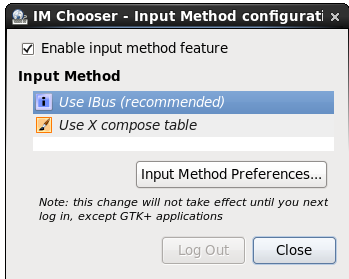 IM Chooser - Input Method configurati
Enable input method feature
Input Method
Use IBus (recommended)
Use X compose table
Input Method Preferences...
Note: this change will not take effect until you next
log in, except GTK+ applications
Log Out
Close